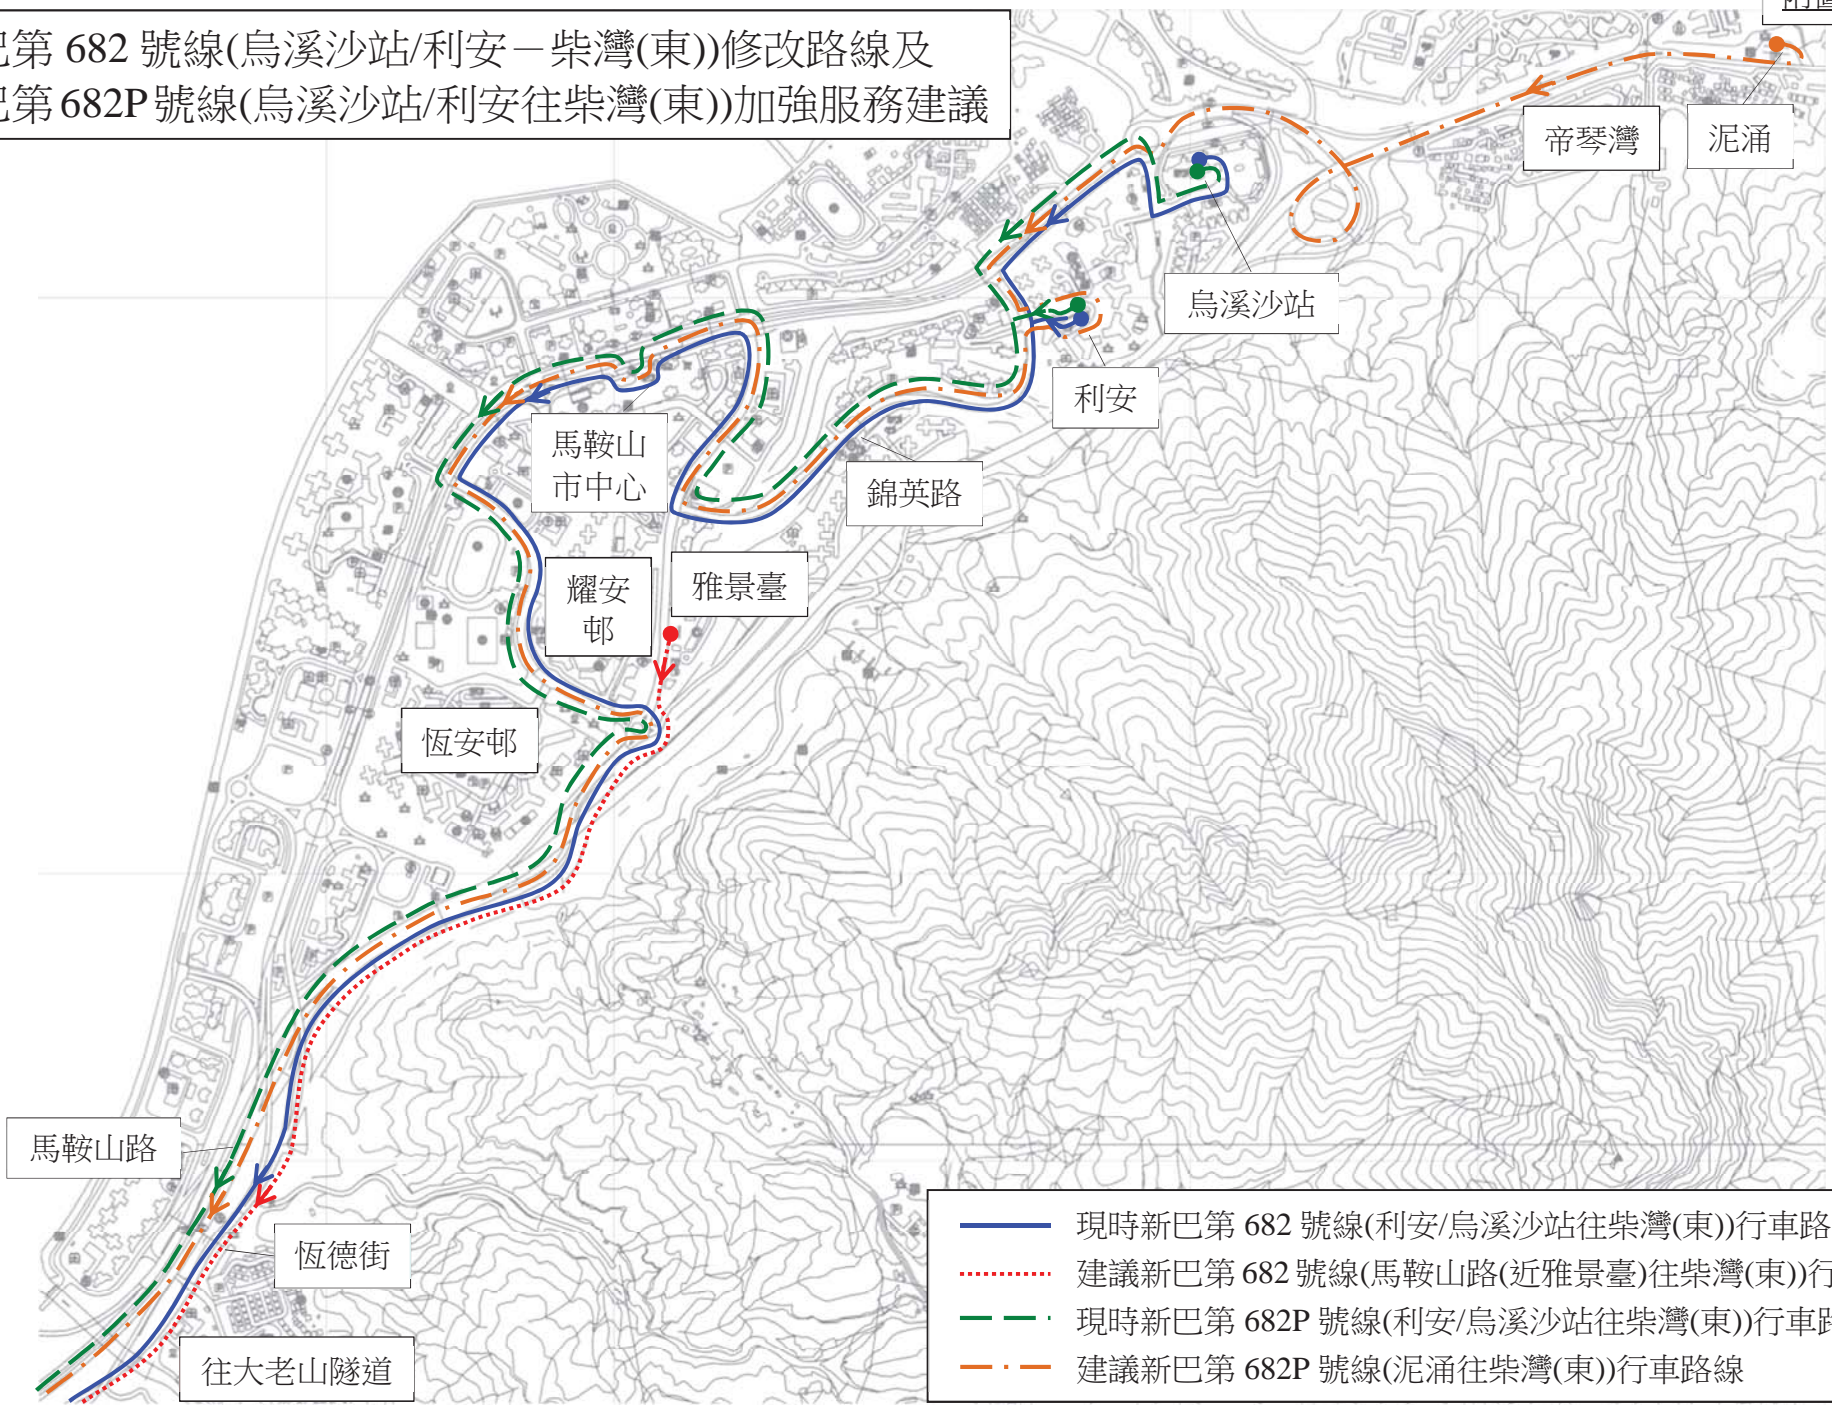 第 682 號線(烏溪沙站/利安－柴灣(東))修改路線及
第 682P 號線(烏溪沙站/利安往柴灣(東))加強服務建議
帝琴灣
泥涌
烏溪沙站
利安
馬鞍山
市中心
錦英路
耀安
邨
雅景臺
恆安邨
馬鞍山路
恆德街
往大老山隧道
現時新巴第 682 號線(利安/烏溪沙站往柴灣(東))行車路
建議新巴第 682 號線(馬鞍山路(近雅景臺)往柴灣(東))行
現時新巴第 682P 號線(利安/烏溪沙站往柴灣(東))行車
建議新巴第 682P 號線(泥涌往柴灣(東))行車路線